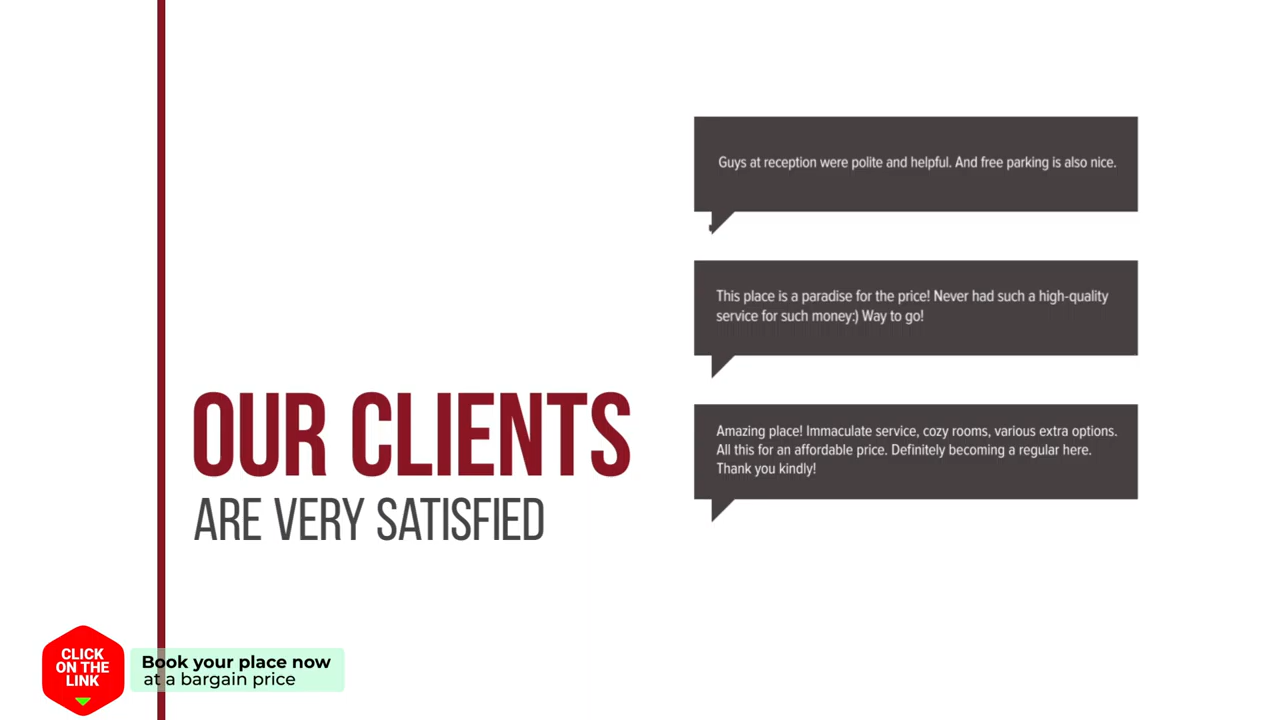 Guys at reception were polite and helpful. And free parking is also nice.
This place is a paradise for the price! Never had such a high-quality
service for such money:) Way to go!
Amazing place! Immaculate service, cozy rooms, various extra options.
All this for an affordable price. Definitely becoming a regular here.
Thank you kindly!
OUR CLIENTS
ARE VERY SATISFIED
CLICK
ON THE
LINK
Book your place now
at a bargain price